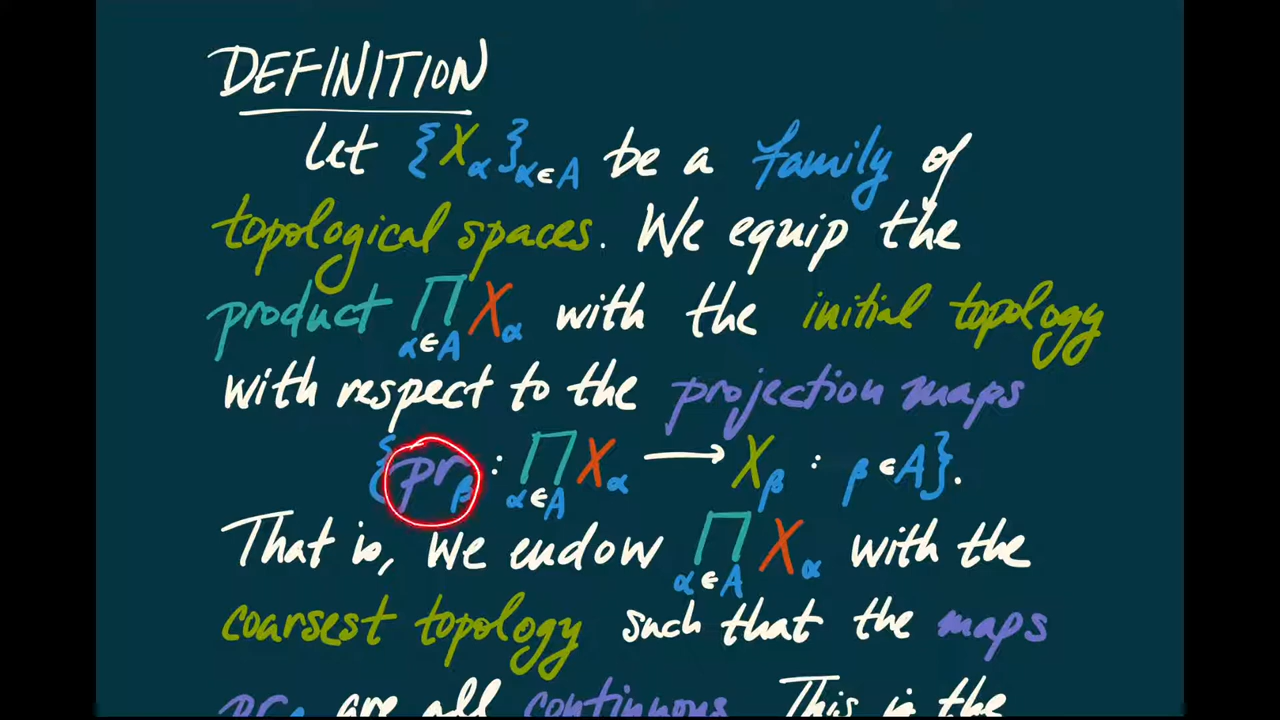 DEFINITION
Let {X_α}_{α∈A} be a family of
topological spaces. We equip the
product ∏_{α∈A} X_α with the initial topology
with respect to the projection maps
{pr_β : ∏_{α∈A} X_α ⟶ X_β : β∈A}.
That is, we endow ∏_{α∈A} X_α with the
coarsest topology such that the maps
pr_β are all continuous. This is the